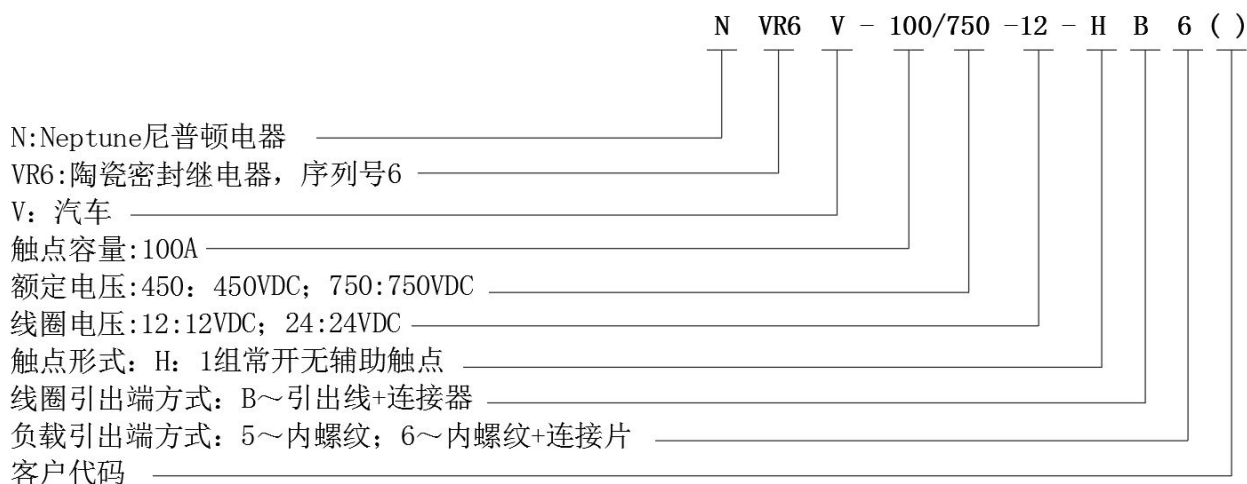 N VR6 V - 100/750 -12 - H B 6 ( )
N:Neptune尼普顿电器
VR6:陶瓷密封继电器，序列号6
V：汽车
触点容量:100A
额定电压:450：450VDC；750:750VDC
线圈电压:12:12VDC；24:24VDC
触点形式：H：1组常开无辅助触点
线圈引出端方式：B～引出线+连接器
负载引出端方式：5～内螺纹；6～内螺纹+连接片
客户代码